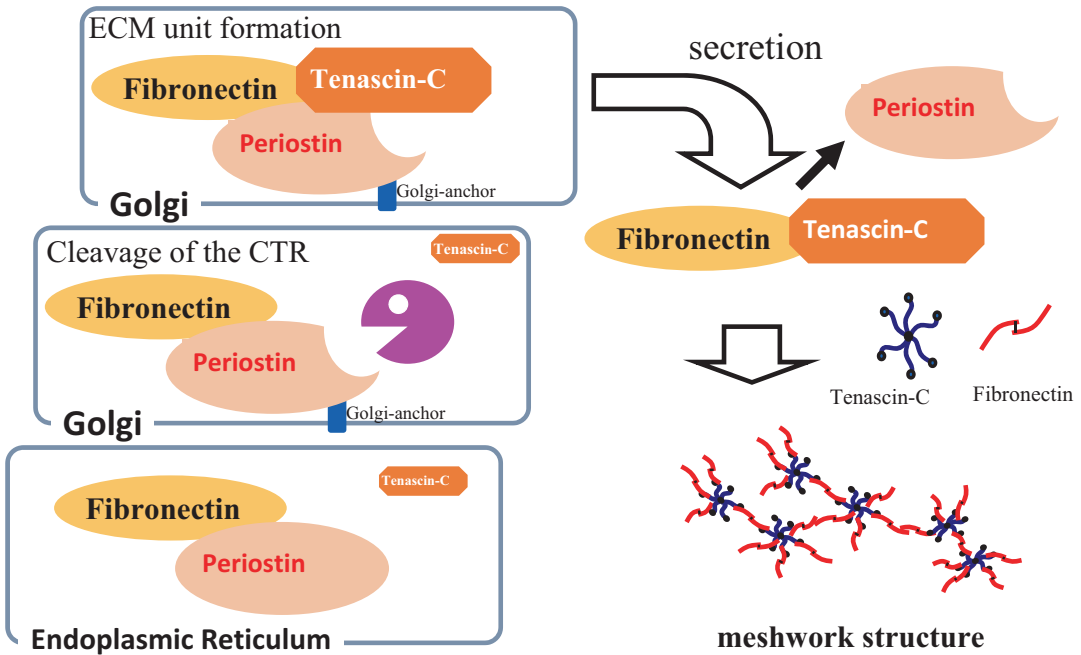 ECM unit formation
Fibronectin
Tenascin-C
Periostin
Golgi-anchor
Golgi
Cleavage of the CTR
Tenascin-C
Fibronectin
Periostin
Golgi-anchor
Golgi
Tenascin-C
Fibronectin
Periostin
Endoplasmic Reticulum
secretion
Periostin
Fibronectin
Tenascin-C
Tenascin-C
Fibronectin
meshwork structure